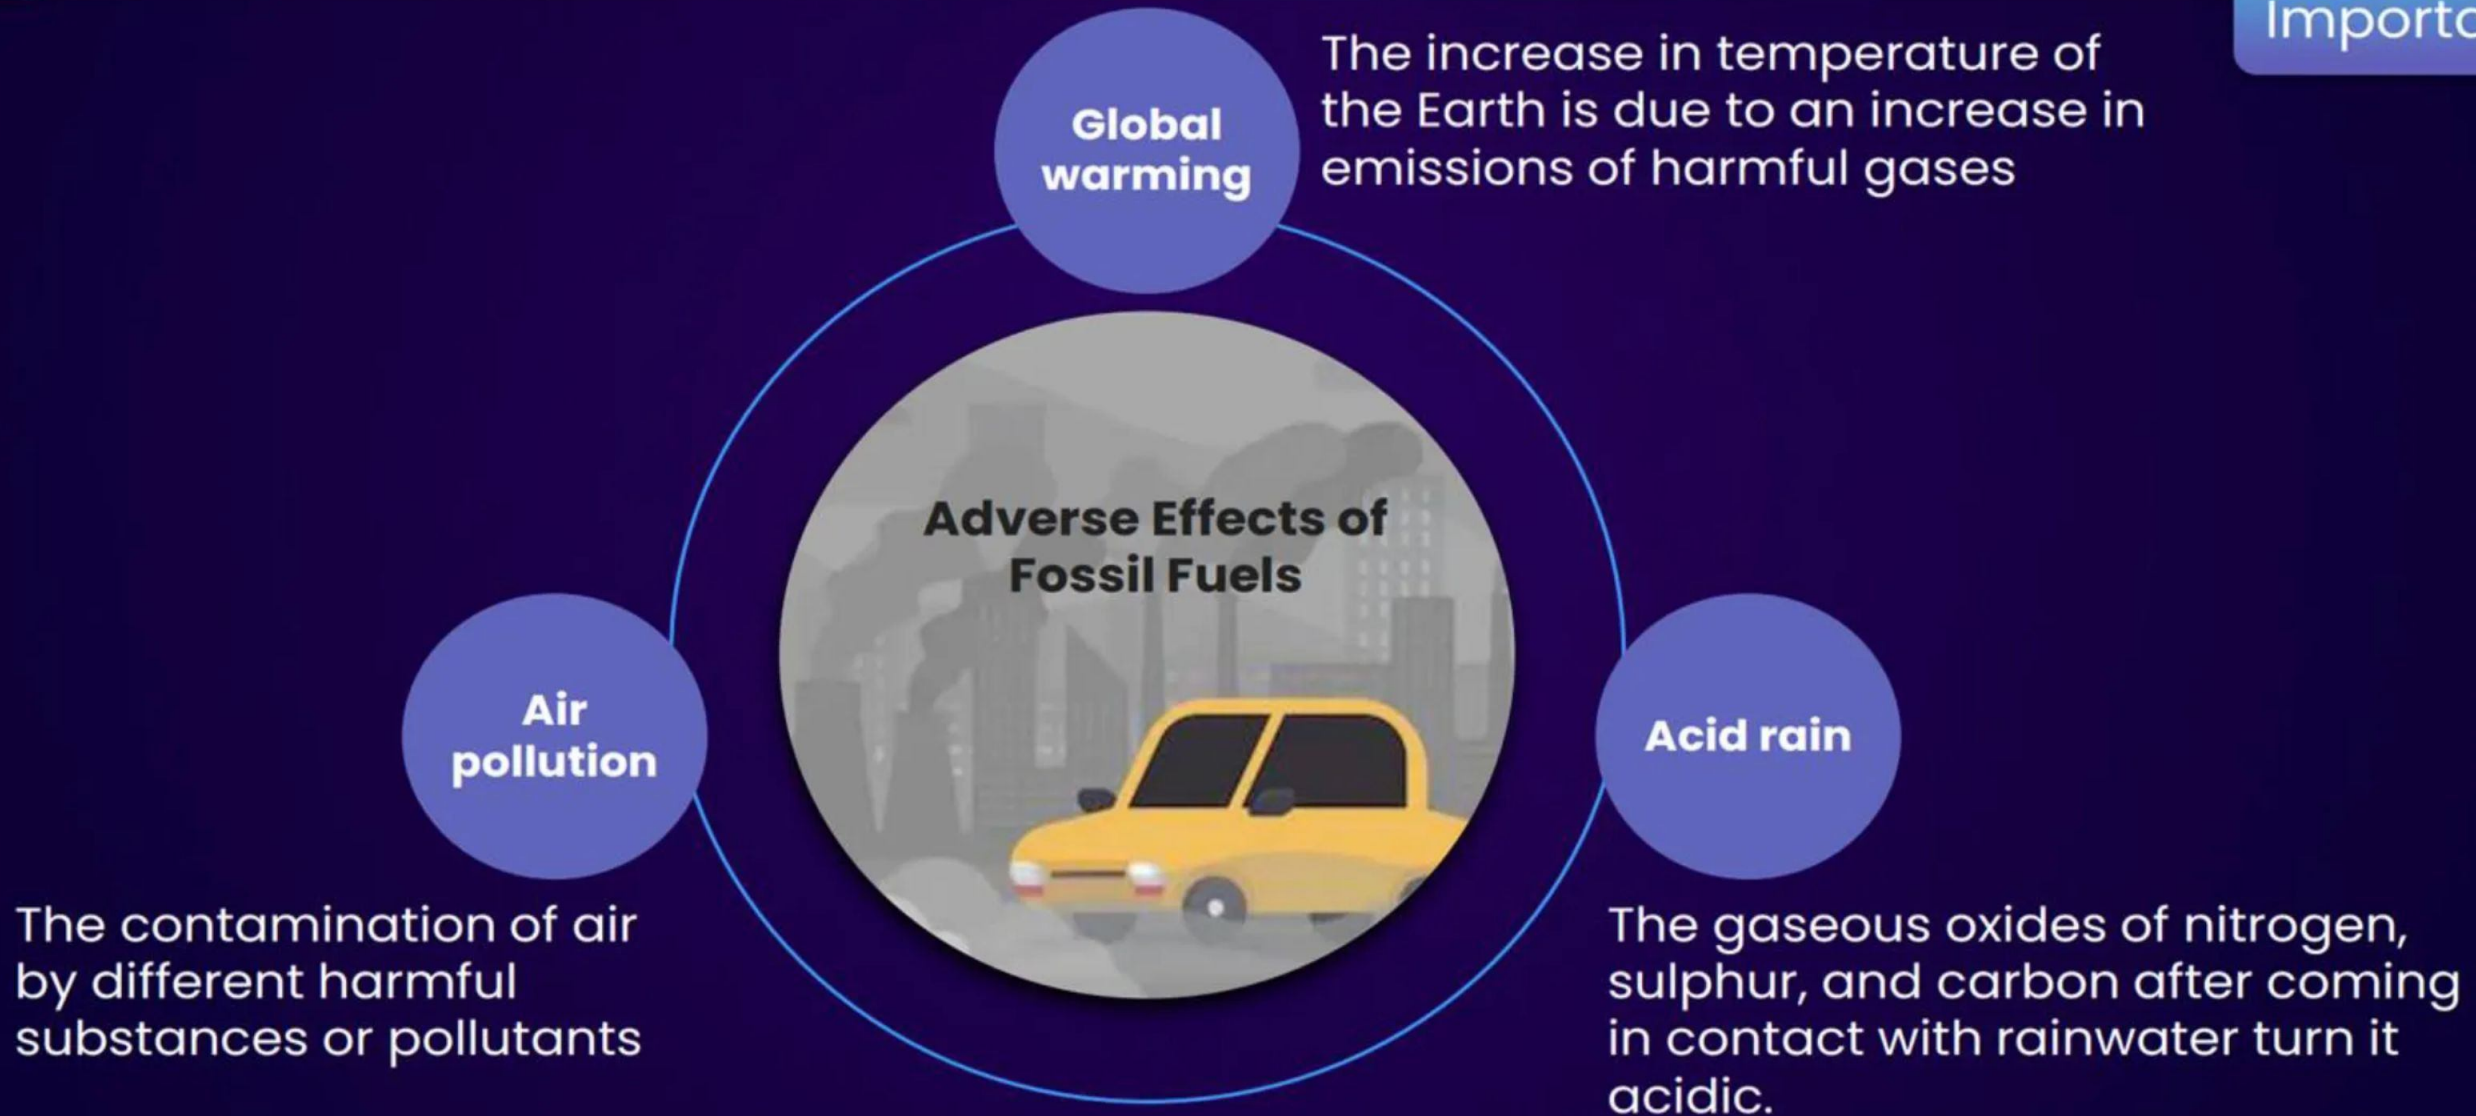 Global
warming
The increase in temperature of
the Earth is due to an increase in
emissions of harmful gases
Adverse Effects of
Fossil Fuels
Air
pollution
The contamination of air
by different harmful
substances or pollutants
Acid rain
The gaseous oxides of nitrogen,
sulphur, and carbon after coming
in contact with rainwater turn it
acidic.